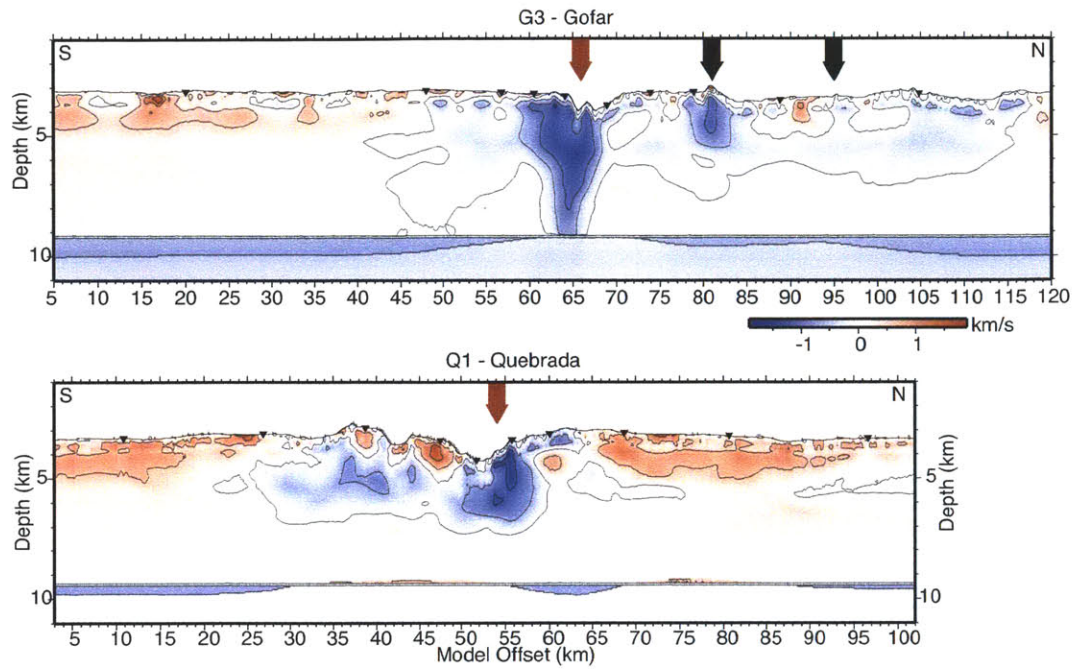 G3 - Gofar
S N
Depth (km)
5
10
5 10 15 20 25 30 35 40 45 50 55 60 65 70 75 80 85 90 95 100 105 110 115 120
km/s
-1 0 1
Q1 - Quebrada
S N
Depth (km)
5 5
Depth (km)
10 10
5 10 15 20 25 30 35 40 45 50 55 60 65 70 75 80 85 90 95 100
Model Offset (km)